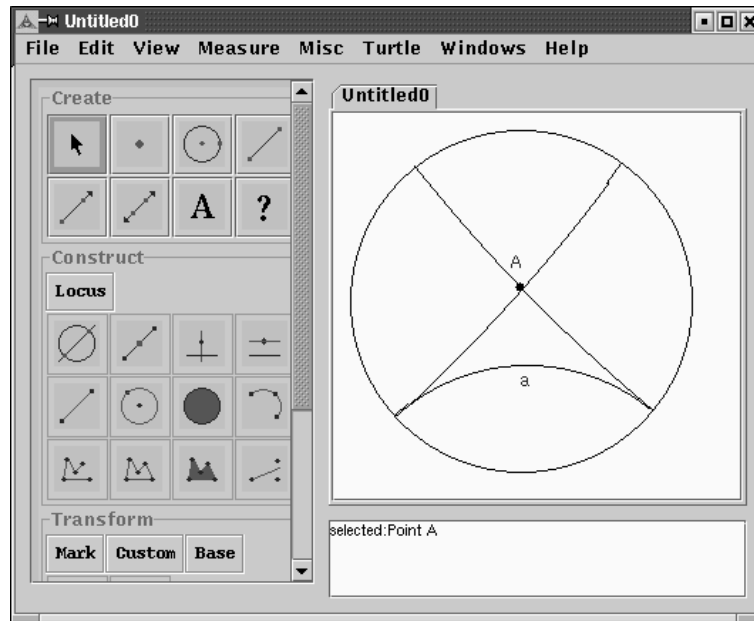 Untitled0
File Edit View Measure Misc Turtle Windows Help
Create
A ?
Construct
Locus
Transform
Mark Custom Base
Untitled0
A
a
selected:Point A